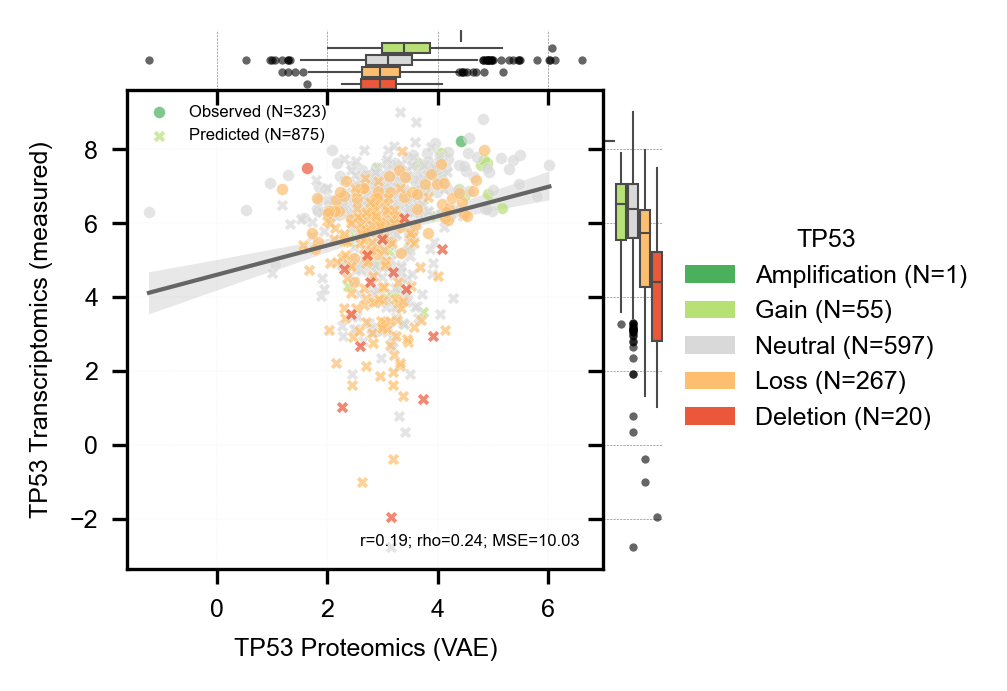 Observed (N=323)
Predicted (N=875)
8
6
4
2
0
−2
TP53 Transcriptomics (measured)
r=0.19; rho=0.24; MSE=10.03
0 2 4 6
TP53 Proteomics (VAE)
TP53
Amplification (N=1)
Gain (N=55)
Neutral (N=597)
Loss (N=267)
Deletion (N=20)